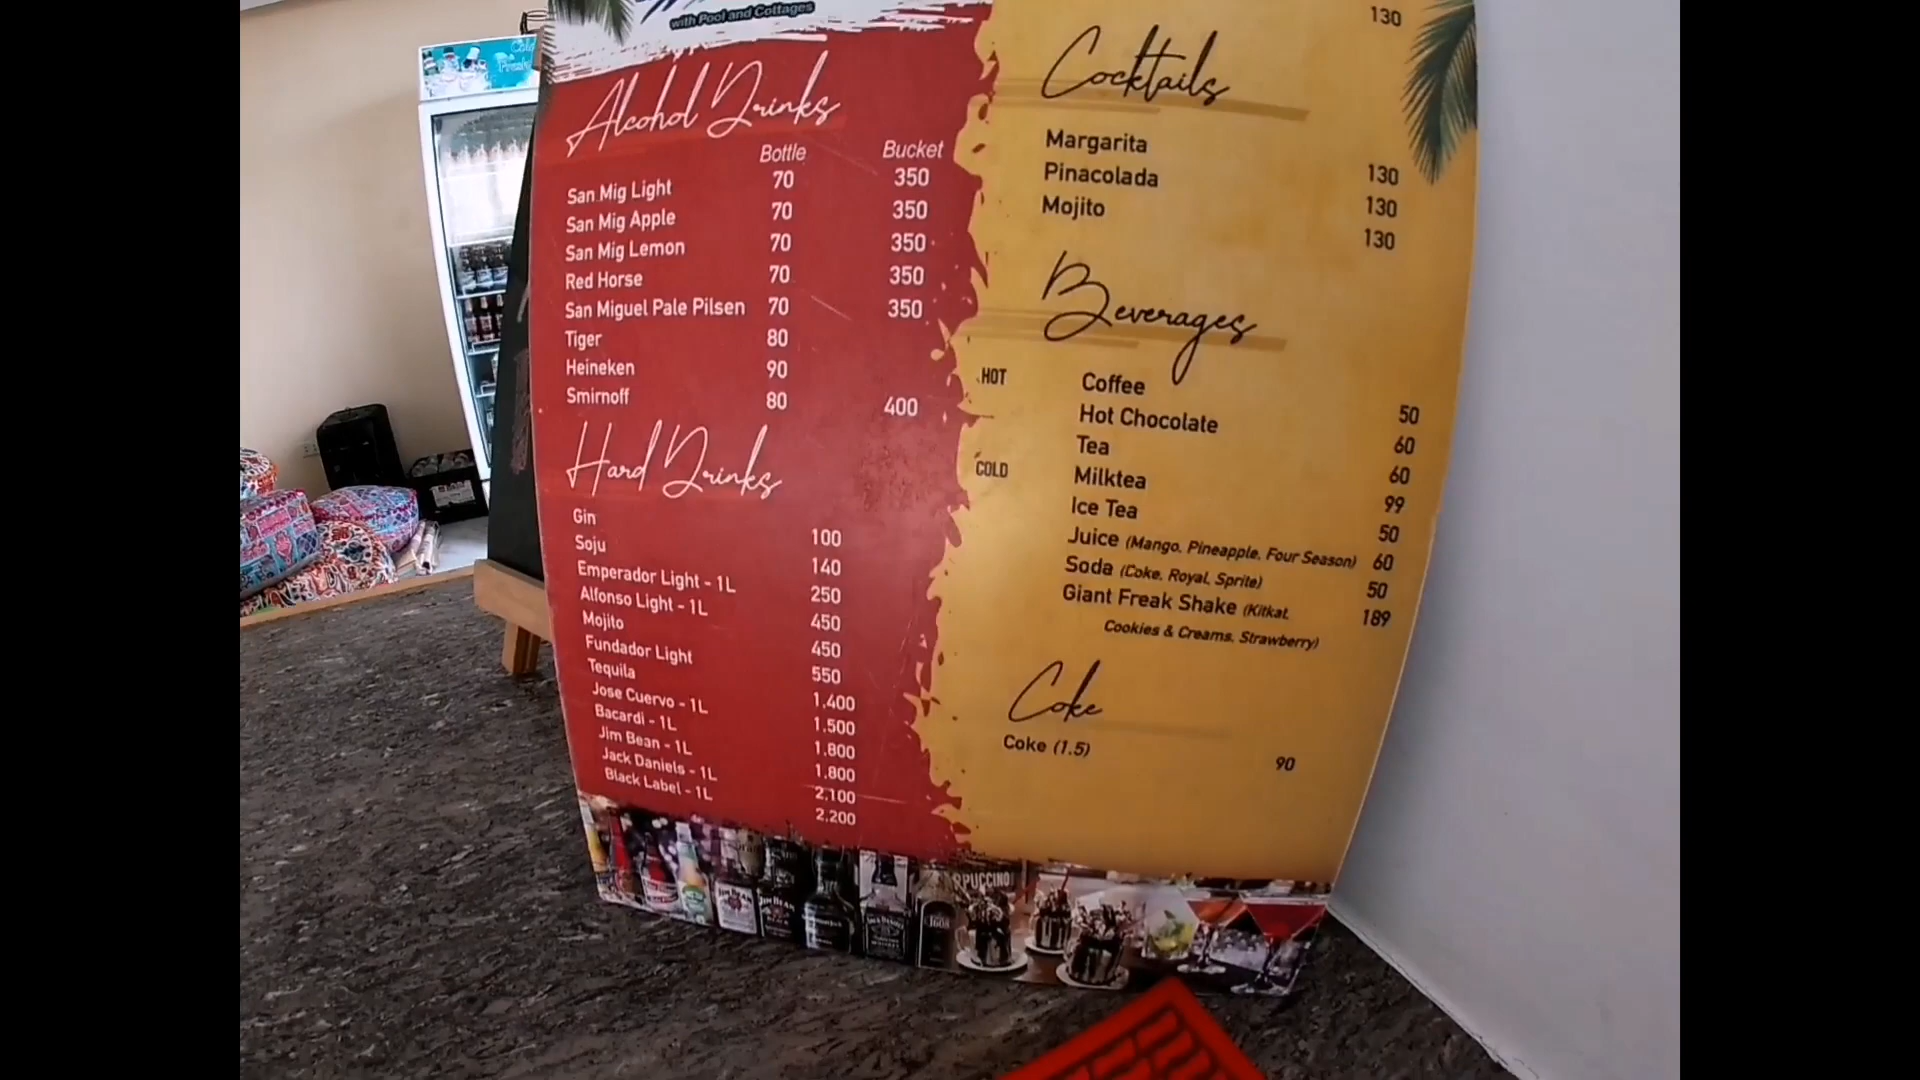 with Pool and Cottages
Alcohol Drinks
Bottle Bucket
San Mig Light 70 350
San Mig Apple 70 350
San Mig Lemon 70 350
Red Horse 70 350
San Miguel Pale Pilsen 70 350
Tiger 80
Heineken 90
Smirnoff 80 400
Hard Drinks
Gin 100
Soju 140
Emperador Light - 1L 250
Alfonso Light - 1L 450
Mojito 450
Fundador Light 550
Tequila 1,400
Jose Cuervo - 1L 1,500
Bacardi - 1L 1,800
Jim Bean - 1L 1,800
Jack Daniels - 1L 2,100
Black Label - 1L 2,200
130
Cocktails
Margarita 130
Pinacolada 130
Mojito 130
Beverages
HOT
Coffee 50
Hot Chocolate 60
Tea 60
COLD
Milktea 99
Ice Tea 50
Juice (Mango, Pineapple, Four Season) 60
Soda (Coke, Royal, Sprite) 50
Giant Freak Shake (Kitkat, 189
Cookies & Creams, Strawberry)
Coke
Coke (1.5) 90
JIM BEAM
JIM BEAM